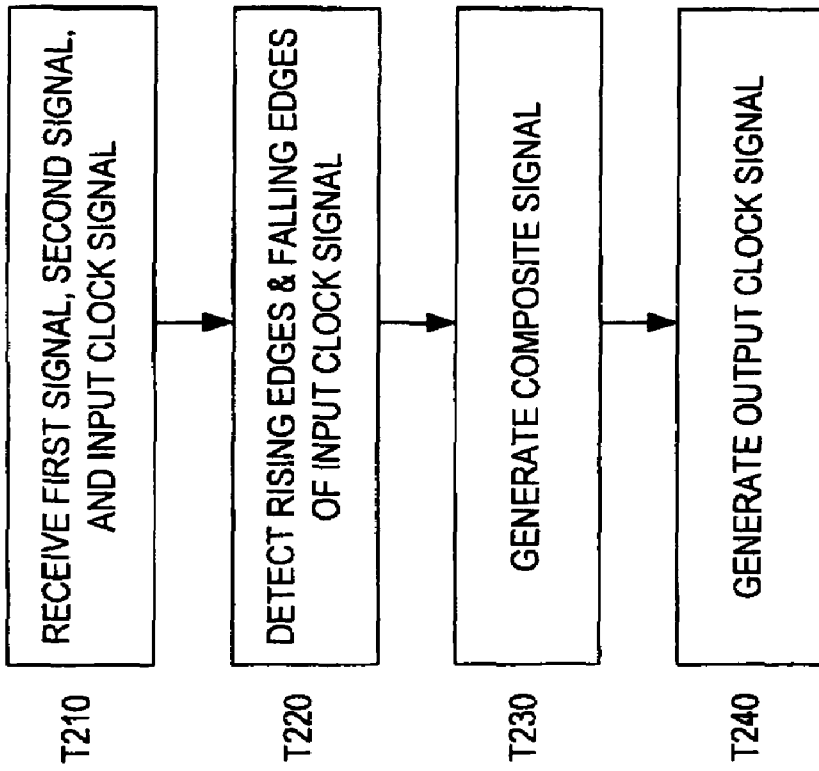 T210
RECEIVE FIRST SIGNAL, SECOND SIGNAL,
AND INPUT CLOCK SIGNAL
T220
DETECT RISING EDGES & FALLING EDGES
OF INPUT CLOCK SIGNAL
T230
GENERATE COMPOSITE SIGNAL
T240
GENERATE OUTPUT CLOCK SIGNAL